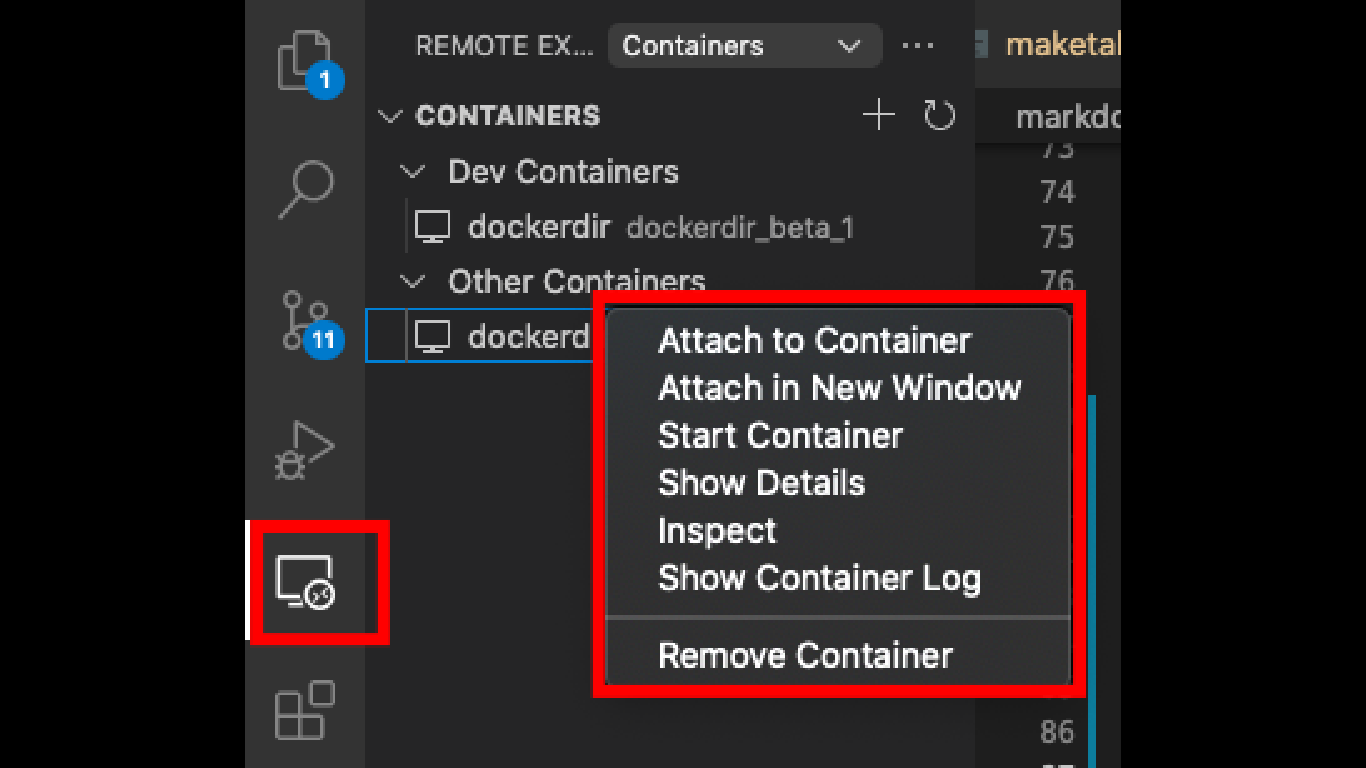 REMOTE EX... Containers
1
maketal
CONTAINERS
markdo
Dev Containers
73
74
dockerdir dockerdir_beta_1
75
Other Containers
76
11
dockerd
Attach to Container
Attach in New Window
Start Container
Show Details
Inspect
Show Container Log
Remove Container
86